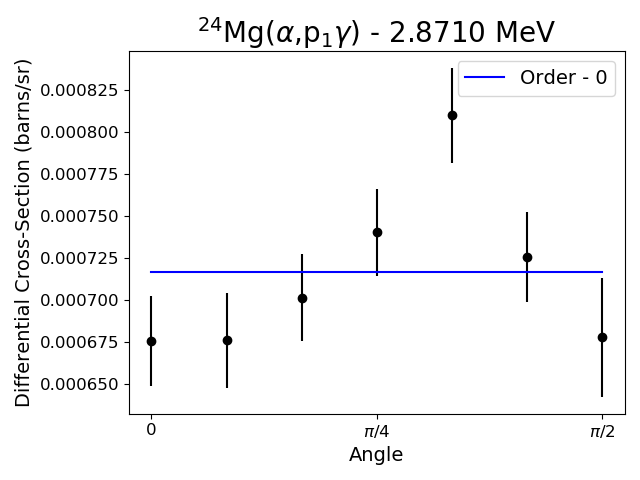 ²⁴Mg(α,p₁γ) - 2.8710 MeV
Order - 0
Differential Cross-Section (barns/sr)
0.000825
0.000800
0.000775
0.000750
0.000725
0.000700
0.000675
0.000650
0 π/4 π/2
Angle